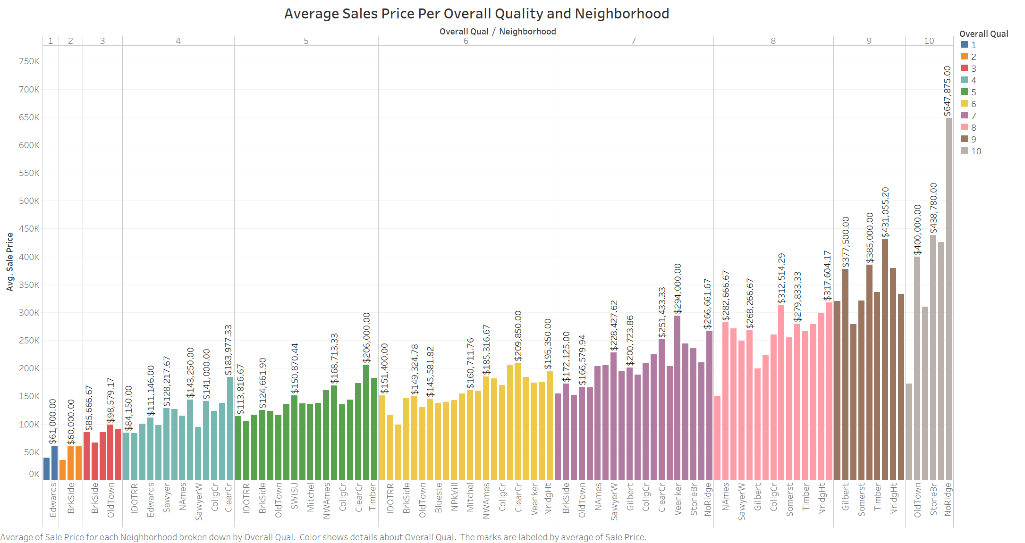 Average Sales Price Per Overall Quality and Neighborhood
Overall Qual / Neighborhood
1 2 3 4 5 6 7 8 9 10
Overall Qual
1
2
3
4
5
6
7
8
9
10
Avg. Sale Price
750K
700K
650K
600K
550K
500K
450K
400K
350K
300K
250K
200K
150K
100K
50K
0K
$61,000.00
$60,000.00
$85,666.67
$98,579.17
$84,150.00
$111,146.00
$128,217.67
$143,250.00
$141,000.00
$183,977.33
$113,816.67
$124,661.90
$150,870.44
$168,713.33
$206,000.00
$151,400.00
$149,324.78
$145,581.82
$160,711.76
$185,316.67
$209,850.00
$195,350.00
$172,125.00
$166,579.94
$228,427.62
$200,723.86
$251,433.33
$294,000.00
$266,661.67
$282,666.67
$268,266.67
$312,514.29
$279,833.33
$317,604.17
$377,500.00
$385,000.00
$431,055.20
$400,000.00
$438,780.00
$647,875.00
Edwards
BrkSide
BrkSide
OldTown
IDOTRR
Edwards
Sawyer
NAmes
SawyerW
CollgCr
ClearCr
IDOTRR
BrkSide
OldTown
SWISU
Mitchel
NWAmes
CollgCr
ClearCr
Timber
IDOTRR
BrkSide
OldTown
Blueste
NPkVill
Mitchel
NWAmes
CollgCr
ClearCr
Veenker
NridgHt
BrkSide
OldTown
NAmes
SawyerW
Gilbert
CollgCr
ClearCr
Veenker
StoneBr
NoRidge
NAmes
SawyerW
Gilbert
CollgCr
Somerst
Timber
NridgHt
Gilbert
Somerst
Timber
NridgHt
OldTown
StoneBr
NoRidge
Average of Sale Price for each Neighborhood broken down by Overall Qual. Color shows details about Overall Qual. The marks are labeled by average of Sale Price.